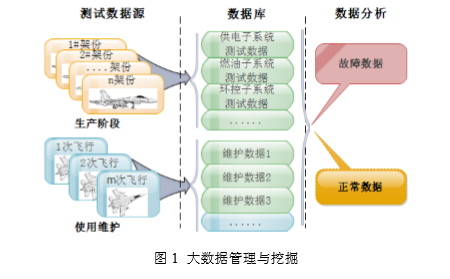 测试数据源
数据库
数据分析
1#架份
2=架份
....架份
n架份
生产阶段
供电子系统
测试数据
燃油子系统
测试数据
环控子系统
测试数据
......
故障数据
1次飞行
2次飞行
m次飞行
使用维护
维护数据1
维护数据2
维护数据3
......
正常数据
图 1 大数据管理与挖掘